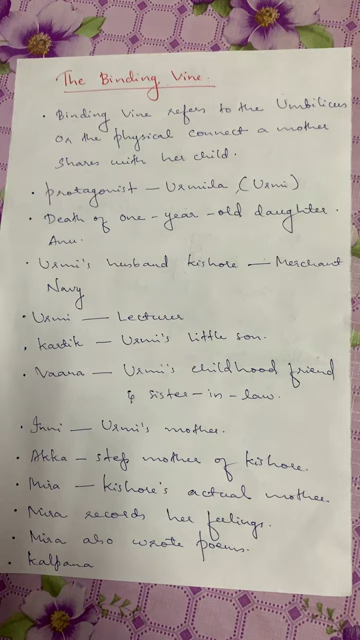 The Binding Vine.
• Binding Vine refers to the Umbilicus
or the physical connect a mother
shares with her child.
• Protagonist — Urmila (Urmi)
• Death of one-year-old daughter.
Anu.
• Urmi's husband Kishore — Merchant
Navy
• Urmi — Lecturer
• Kartik — Urmi's little son.
• Vaana — Urmi's childhood friend
& sister-in-law.
• Inni — Urmi's mother.
• Akka — step mother of Kishore.
• Mira — Kishore's actual mother.
• Mira records her feelings.
• Mira also wrote poems.
• Kalpana